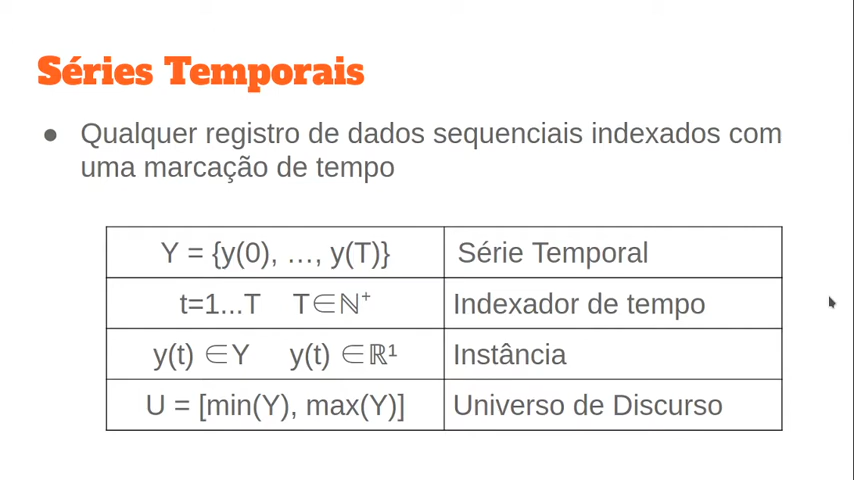 Séries Temporais
● Qualquer registro de dados sequenciais indexados com
uma marcação de tempo
Y = {y(0), …, y(T)} Série Temporal
t=1...T T∈ℕ⁺ Indexador de tempo
y(t) ∈Y y(t) ∈ℝ¹ Instância
U = [min(Y), max(Y)] Universo de Discurso